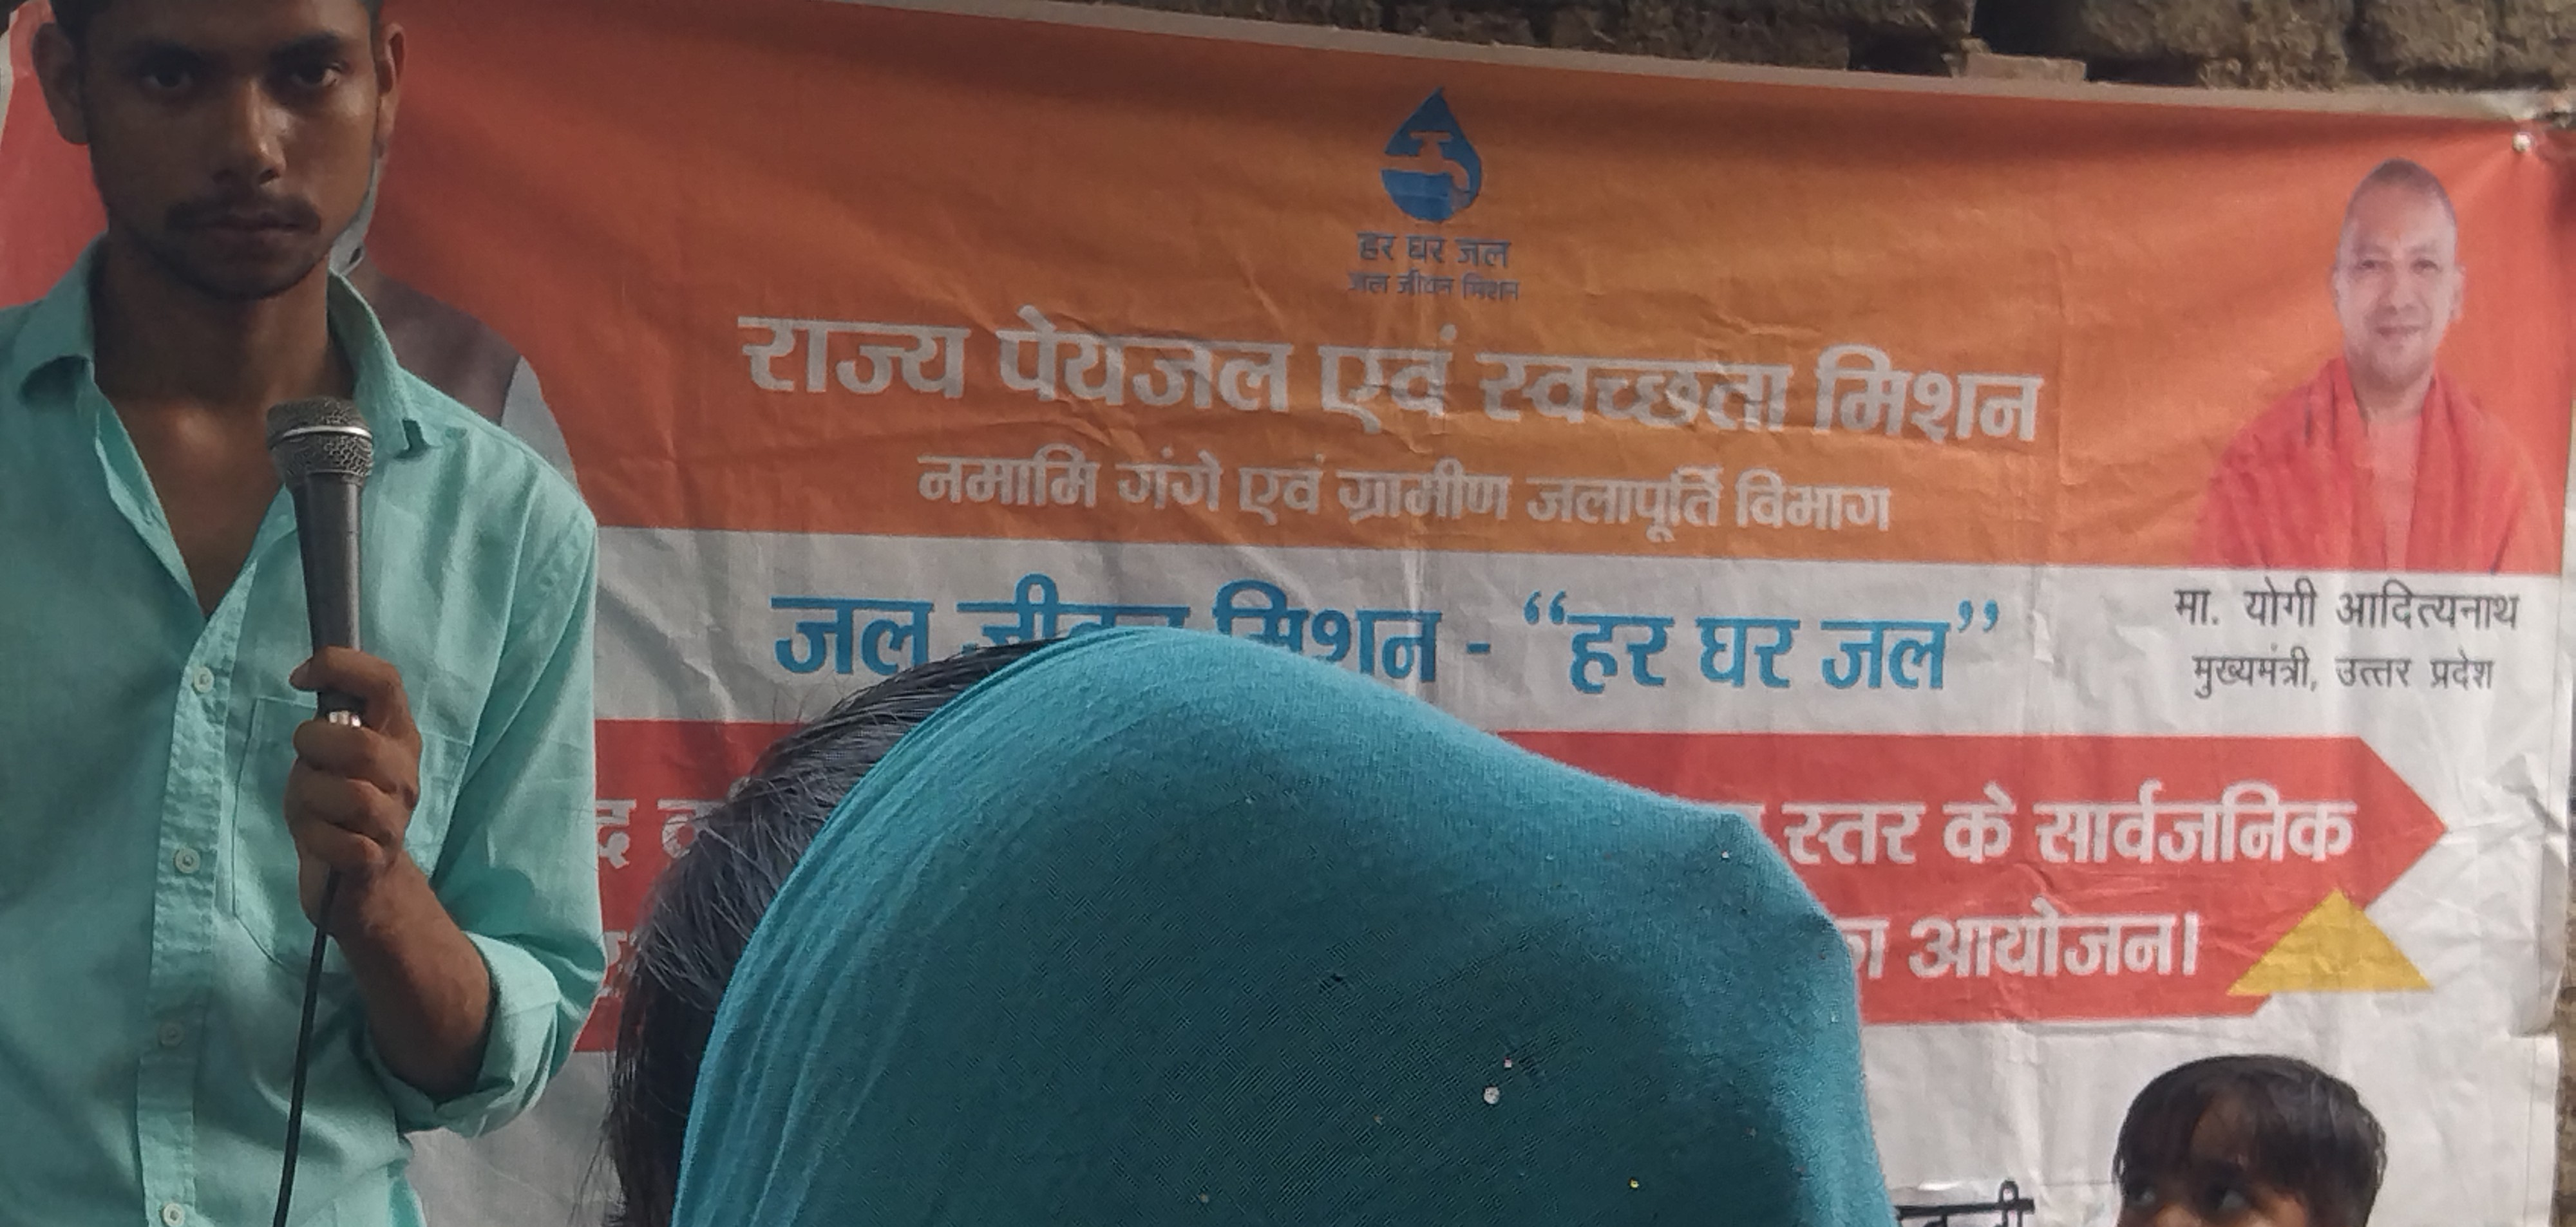 हर घर जल
जल जीवन मिशन
राज्य पेयजल एवं स्वच्छता मिशन
नमामि गंगे एवं ग्रामीण जलापूर्ति विभाग
जल जीवन मिशन - “हर घर जल”
मा. योगी आदित्यनाथ
मुख्यमंत्री, उत्तर प्रदेश
स्तर के सार्वजनिक
का आयोजन।